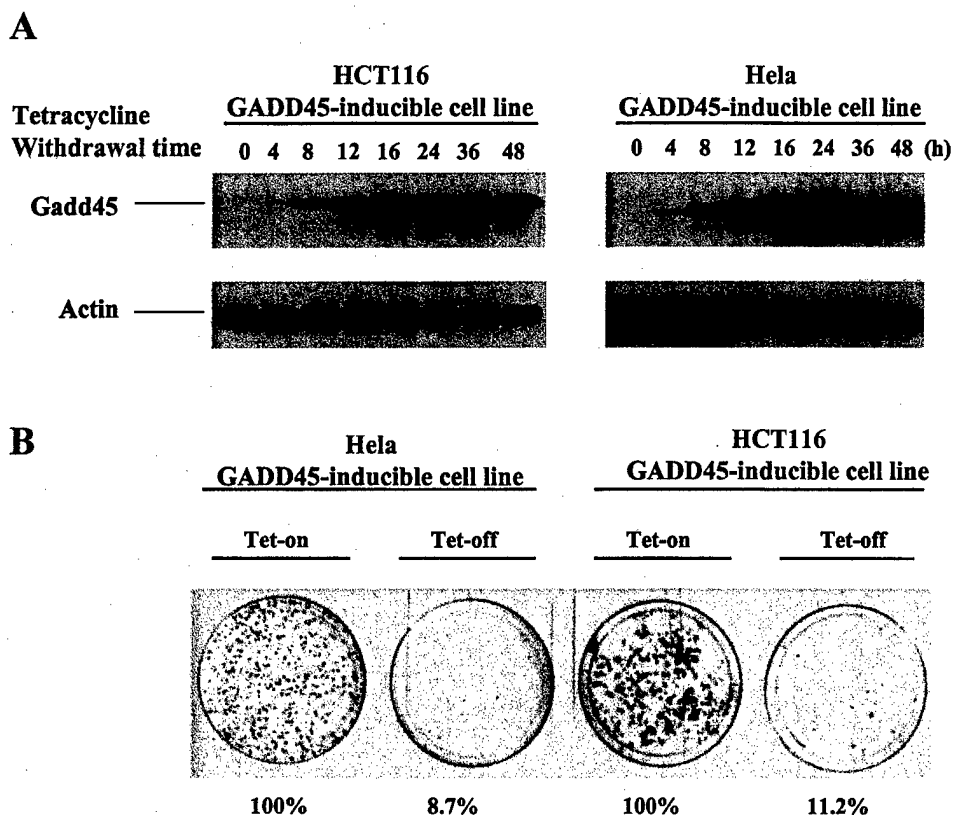 A
HCT116
GADD45-inducible cell line
Hela
GADD45-inducible cell line
Tetracycline
Withdrawal time
0 4 8 12 16 24 36 48
0 4 8 12 16 24 36 48 (h)
Gadd45
Actin
B
Hela
GADD45-inducible cell line
HCT116
GADD45-inducible cell line
Tet-on
Tet-off
Tet-on
Tet-off
100%
8.7%
100%
11.2%